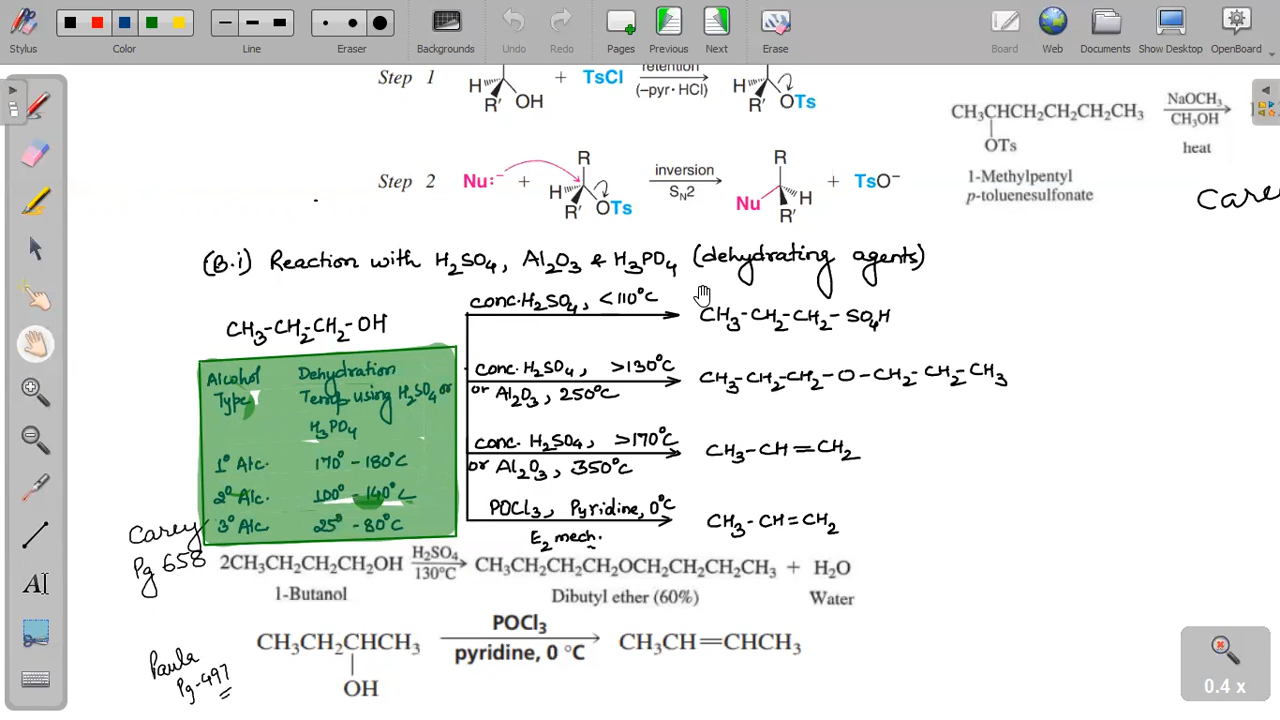 Stylus
Color
Line
Eraser
Backgrounds
Undo
Redo
Pages
Previous
Next
Erase
Board
Web
Documents
Show Desktop
OpenBoard
Step 1
H R' OH + TsCl retention (–pyr·HCl) H R' OTs
CH₃CHCH₂CH₂CH₂CH₃ NaOCH₃ CH₃OH heat
OTs
1-Methylpentyl
p-toluenesulfonate
Step 2 Nu:⁻ + R H R' OTs inversion SN2 R Nu H R' + TsO⁻
(B.i) Reaction with H₂SO₄, Al₂O₃ & H₃PO₄ (dehydrating agents)
CH₃-CH₂-CH₂-OH
conc.H₂SO₄, <110°C CH₃-CH₂-CH₂-SO₄H
conc. H₂SO₄, >130°C
or Al₂O₃, 250°C CH₃-CH₂-CH₂-O-CH₂-CH₂-CH₃
conc. H₂SO₄, >170°C
or Al₂O₃, 350°C CH₃-CH=CH₂
POCl₃, Pyridine, 0°C
E₂ mech. CH₃-CH=CH₂
Alcohol Type Dehydration Temp using H₂SO₄ or H₃PO₄
1° Alc. 170° - 180°C
2° Alc. 100° - 140°C
3° Alc. 25° - 80°C
Carey
Pg 658
2CH₃CH₂CH₂CH₂OH H₂SO₄ 130°C CH₃CH₂CH₂CH₂OCH₂CH₂CH₂CH₃ + H₂O
1-Butanol Dibutyl ether (60%) Water
Paula
Pg-497
CH₃CH₂CHCH₃ POCl₃ pyridine, 0 °C CH₃CH=CHCH₃
OH
0.4 x